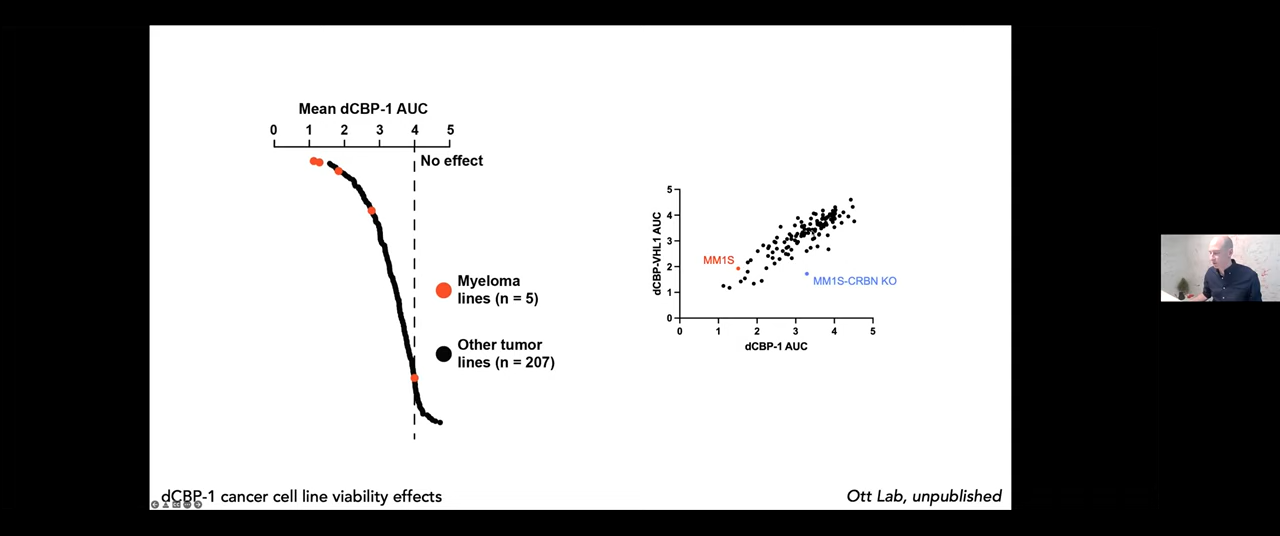 Mean dCBP-1 AUC
0 1 2 3 4 5
No effect
Myeloma
lines (n = 5)
Other tumor
lines (n = 207)
5
4
3
2
1
0
dCBP-VHL1 AUC
MM1S
MM1S-CRBN KO
0 1 2 3 4 5
dCBP-1 AUC
dCBP-1 cancer cell line viability effects
Ott Lab, unpublished